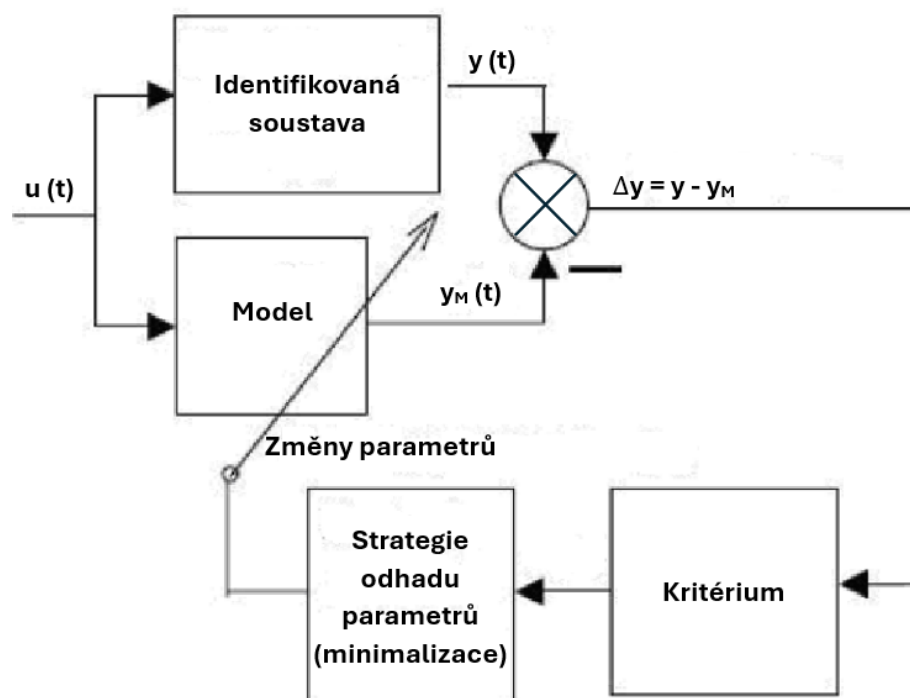 y (t)
Identifikovaná
soustava
u (t)
Δy = y - yₘ
Model
yₘ (t)
Změny parametrů
Strategie
odhadu
parametrů
(minimalizace)
Kritérium